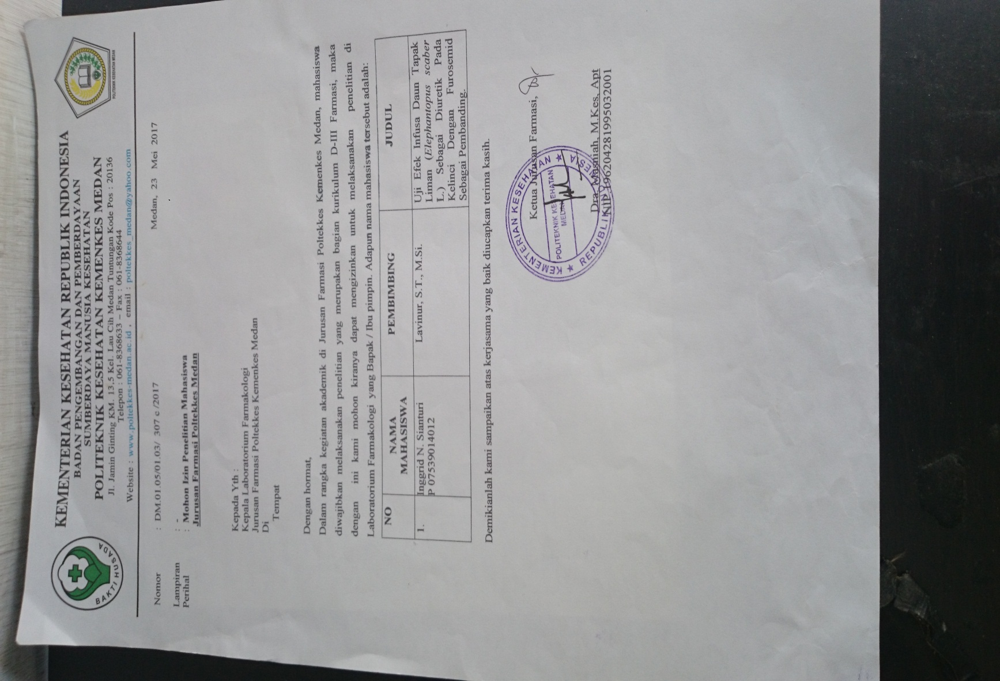 KEMENTERIAN KESEHATAN REPUBLIK INDONESIA
BADAN PENGEMBANGAN DAN PEMBERDAYAAN
SUMBERDAYA MANUSIA KESEHATAN
POLITEKNIK KESEHATAN KEMENKES MEDAN
Jl. Jamin Ginting KM. 13,5 Kel. Lau Cih Medan Tuntungan Kode Pos : 20136
Telepon : 061-8368633 – Fax : 061-8368644
Website : www.poltekkes-medan.ac.id , email : poltekkes_medan@yahoo.com
BAKTI HUSADA
POLITEKNIK KESEHATAN MEDAN
Nomor : DM.01.05/01.03/ 307 c /2017 Medan, 23 Mei 2017
Lampiran : -
Perihal : Mohon Izin Penelitian Mahasiswa
Jurusan Farmasi Poltekkes Medan
Kepada Yth :
Kepala Laboratorium Farmakologi
Jurusan Farmasi Poltekkes Kemenkes Medan
Di
Tempat
Dengan hormat,
Dalam rangka kegiatan akademik di Jurusan Farmasi Poltekkes Kemenkes Medan, mahasiswa
diwajibkan melaksanakan penelitian yang merupakan bagian kurikulum D-III Farmasi, maka
dengan ini kami mohon kiranya dapat mengizinkan untuk melaksanakan penelitian di
Laboratorium Farmakologi yang Bapak / Ibu pimpin. Adapun nama mahasiswa tersebut adalah:
NO NAMA MAHASISWA PEMBIMBING JUDUL
1. Inggrid N. Sianturi Lavinur, S.T., M.Si. Uji Efek Infusa Daun Tapak
P 07539014012 Liman (Elephantopus scaber
L.) Sebagai Diuretik Pada
Kelinci Dengan Furosemid
Sebagai Pembanding.
Demikianlah kami sampaikan atas kerjasama yang baik diucapkan terima kasih.
Ketua Jurusan Farmasi,
KEMENTERIAN KESEHATAN
POLITEKNIK KESEHATAN
MEDAN
REPUBLIK INDONESIA
Dra. Masniah, M.Kes, Apt
NIP 196204281995032001